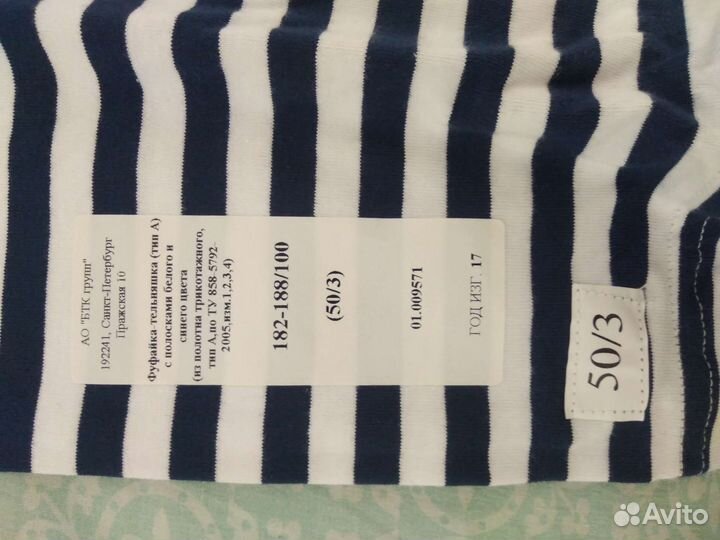 АО "БТК групп"
192241, Санкт-Петербург
Пражская 10
Фуфайка-тельняшка (тип А)
с полосками белого и
синего цвета
(из полотна трикотажного,
тип А,по ТУ 858-5792-
2005,изм.1,2,3,4)
182-188/100
(50/3)
01.009571
ГОД ИЗГ. 17
50/3
Avito